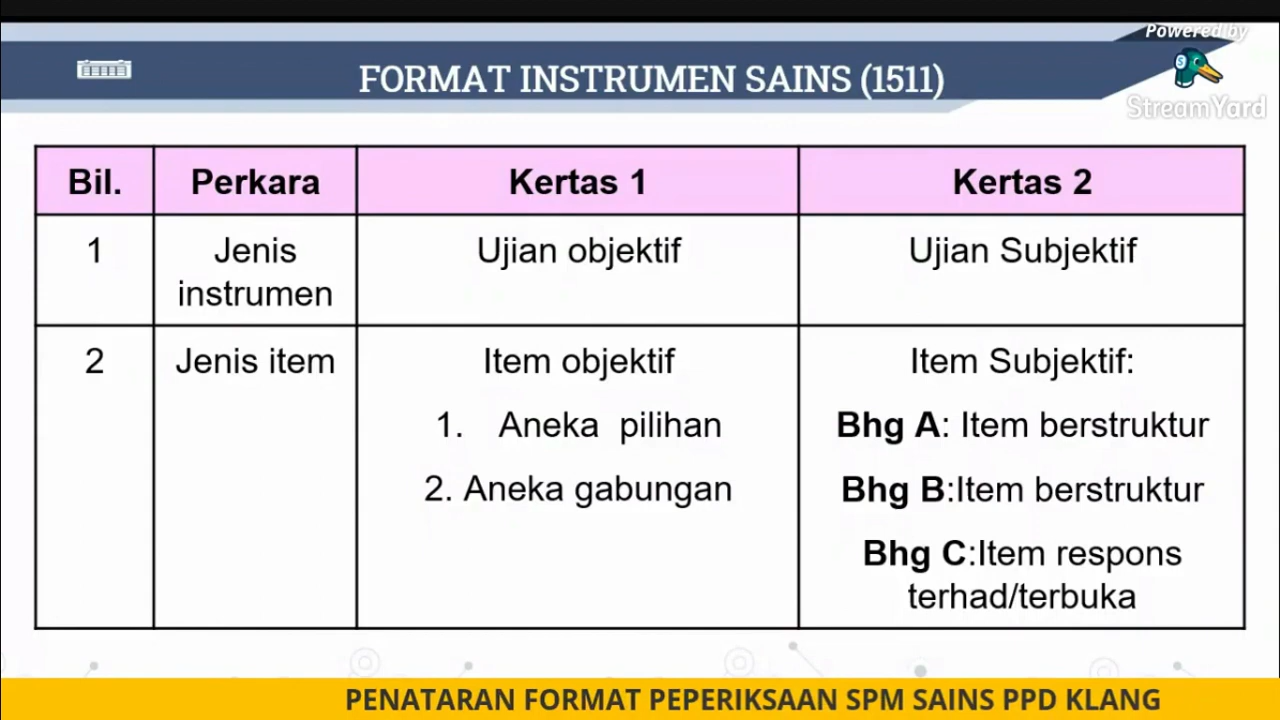 Powered by
StreamYard
FORMAT INSTRUMEN SAINS (1511)
Bil. Perkara Kertas 1 Kertas 2
1 Jenis instrumen Ujian objektif Ujian Subjektif
2 Jenis item Item objektif Item Subjektif:
1. Aneka pilihan Bhg A: Item berstruktur
2. Aneka gabungan Bhg B:Item berstruktur
Bhg C:Item respons
terhad/terbuka
PENATARAN FORMAT PEPERIKSAAN SPM SAINS PPD KLANG